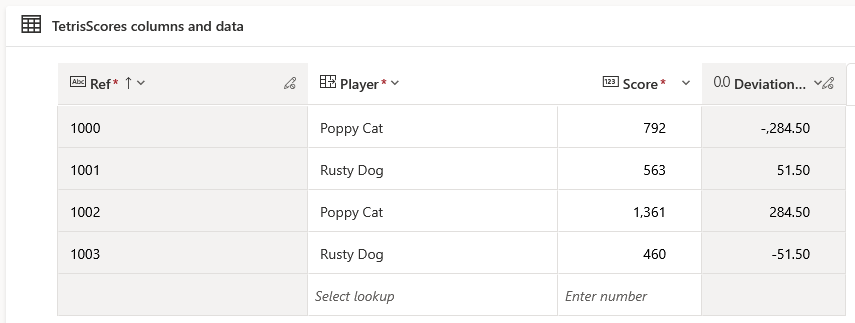 TetrisScores columns and data
Abc Ref* ↑ Player* 123 Score* 0.0 Deviation...
1000 Poppy Cat 792 -,284.50
1001 Rusty Dog 563 51.50
1002 Poppy Cat 1,361 284.50
1003 Rusty Dog 460 -51.50
Select lookup Enter number